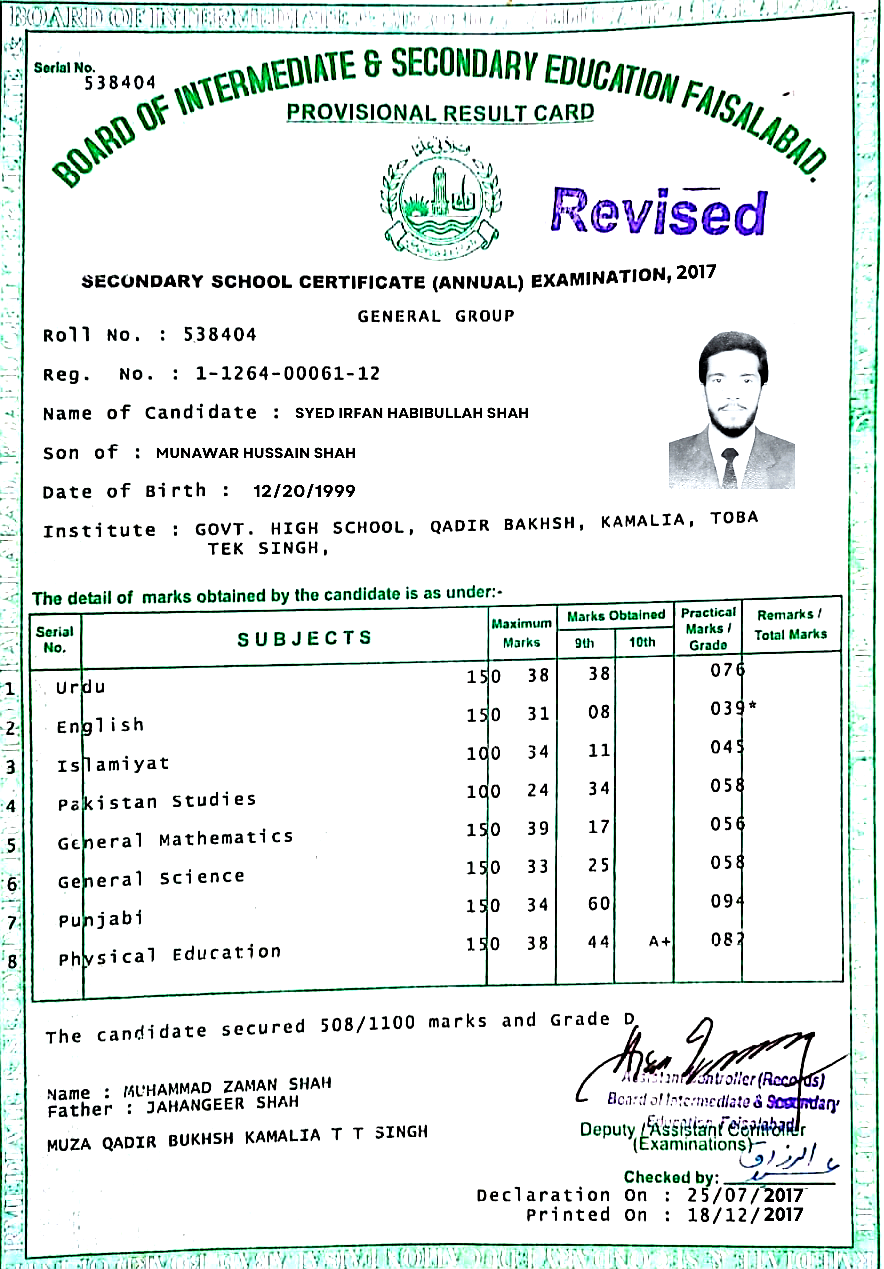 Serial No.
538404
BOARD OF INTERMEDIATE & SECONDARY EDUCATION FAISALABAD.
PROVISIONAL RESULT CARD
Revised
SECONDARY SCHOOL CERTIFICATE (ANNUAL) EXAMINATION, 2017
GENERAL GROUP
Roll No. : 538404
Reg. No. : 1-1264-00061-12
Name of Candidate : SYED IRFAN HABIBULLAH SHAH
Son of : MUNAWAR HUSSAIN SHAH
Date of Birth : 12/20/1999
Institute : GOVT. HIGH SCHOOL, QADIR BAKHSH, KAMALIA, TOBA
TEK SINGH,
The detail of marks obtained by the candidate is as under:-
Serial No. SUBJECTS Maximum Marks Marks Obtained 9th 10th Practical Marks / Grade Remarks / Total Marks
1 Urdu 150 38 38 076
2 English 150 31 08 039*
3 Islamiyat 100 34 11 045
4 Pakistan Studies 100 24 34 058
5 General Mathematics 150 39 17 056
6 General Science 150 33 25 058
7 Punjabi 150 34 60 094
8 Physical Education 150 38 44 A+ 082
The candidate secured 508/1100 marks and Grade D
Name : MUHAMMAD ZAMAN SHAH
Father : JAHANGEER SHAH
MUZA QADIR BUKHSH KAMALIA T T SINGH
Assistant Controller (Records)
Board of Intermediate & Secondary
Education Faisalabad
Deputy / Assistant Controller
(Examinations)
Checked by:
Declaration On : 25/07/2017
Printed On : 18/12/2017